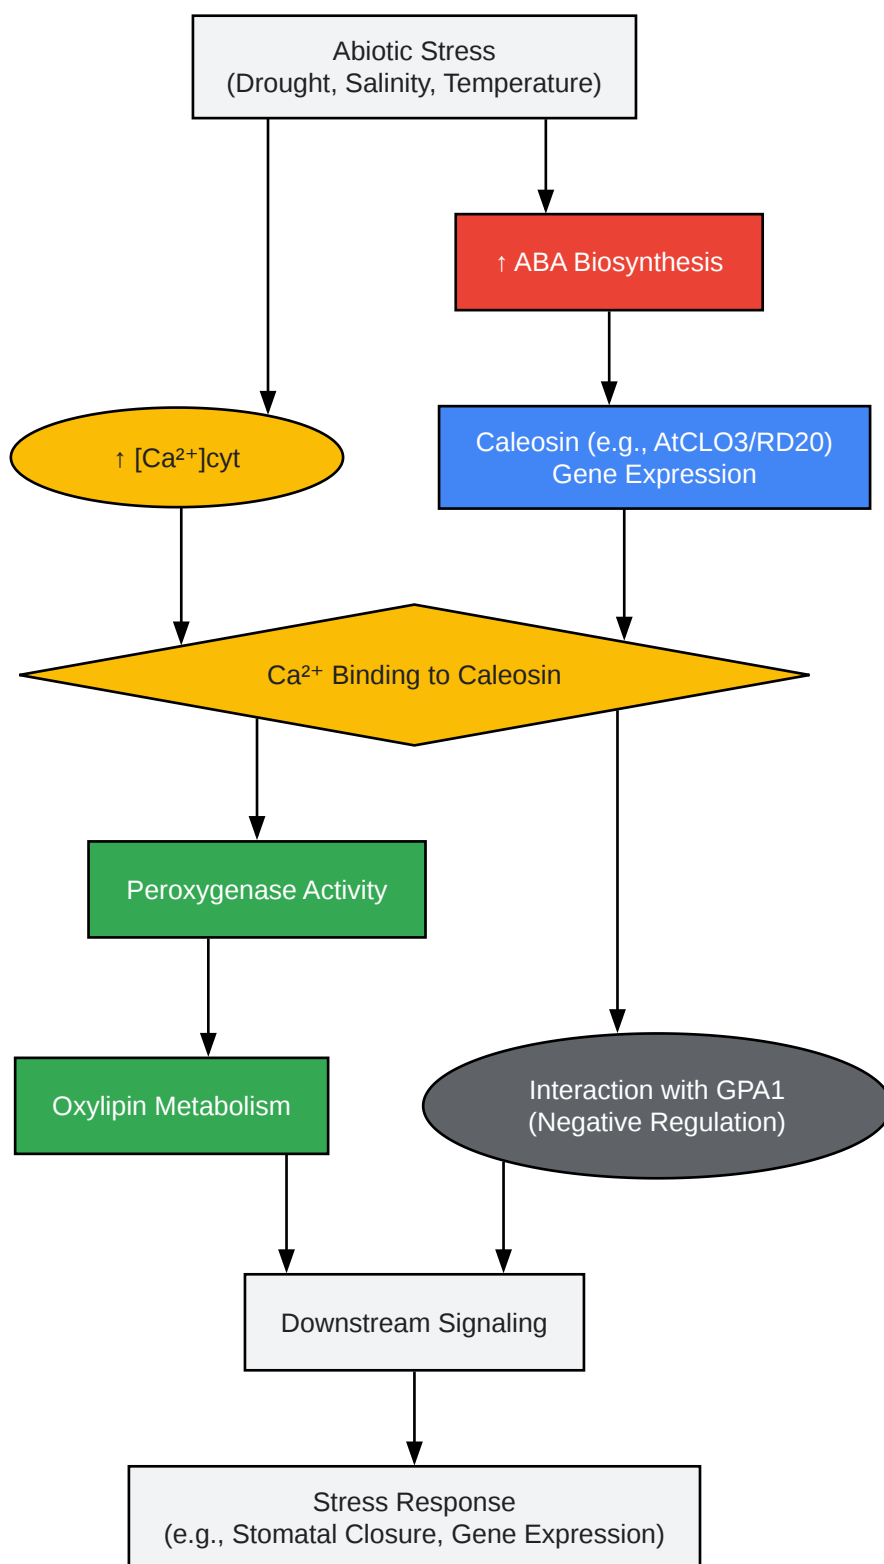 Abiotic Stress
(Drought, Salinity, Temperature)
↑ ABA Biosynthesis
↑ [Ca²⁺]cyt
Caleosin (e.g., AtCLO3/RD20)
Gene Expression
Ca²⁺ Binding to Caleosin
Peroxygenase Activity
Oxylipin Metabolism
Interaction with GPA1
(Negative Regulation)
Downstream Signaling
Stress Response
(e.g., Stomatal Closure, Gene Expression)